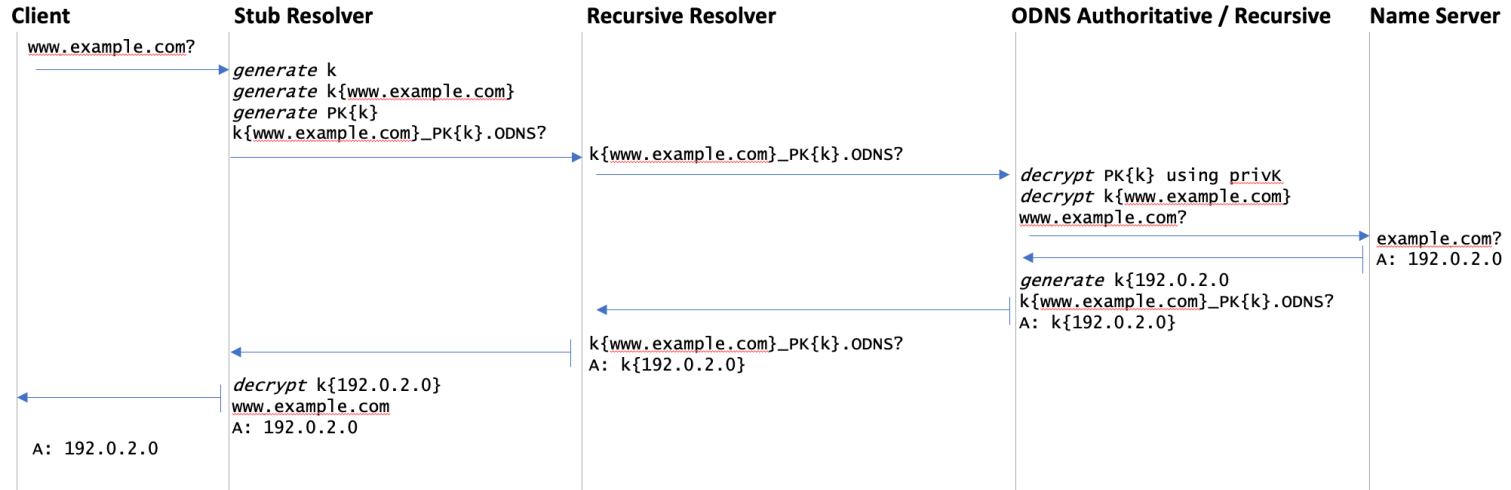 Client
Stub Resolver
Recursive Resolver
ODNS Authoritative / Recursive
Name Server
www.example.com?
generate k
generate k{www.example.com}
generate PK{k}
k{www.example.com}_PK{k}.ODNS?
k{www.example.com}_PK{k}.ODNS?
decrypt PK{k} using privK
decrypt k{www.example.com}
www.example.com?
example.com?
A: 192.0.2.0
generate k{192.0.2.0
k{www.example.com}_PK{k}.ODNS?
A: k{192.0.2.0}
k{www.example.com}_PK{k}.ODNS?
A: k{192.0.2.0}
decrypt k{192.0.2.0}
www.example.com
A: 192.0.2.0
A: 192.0.2.0